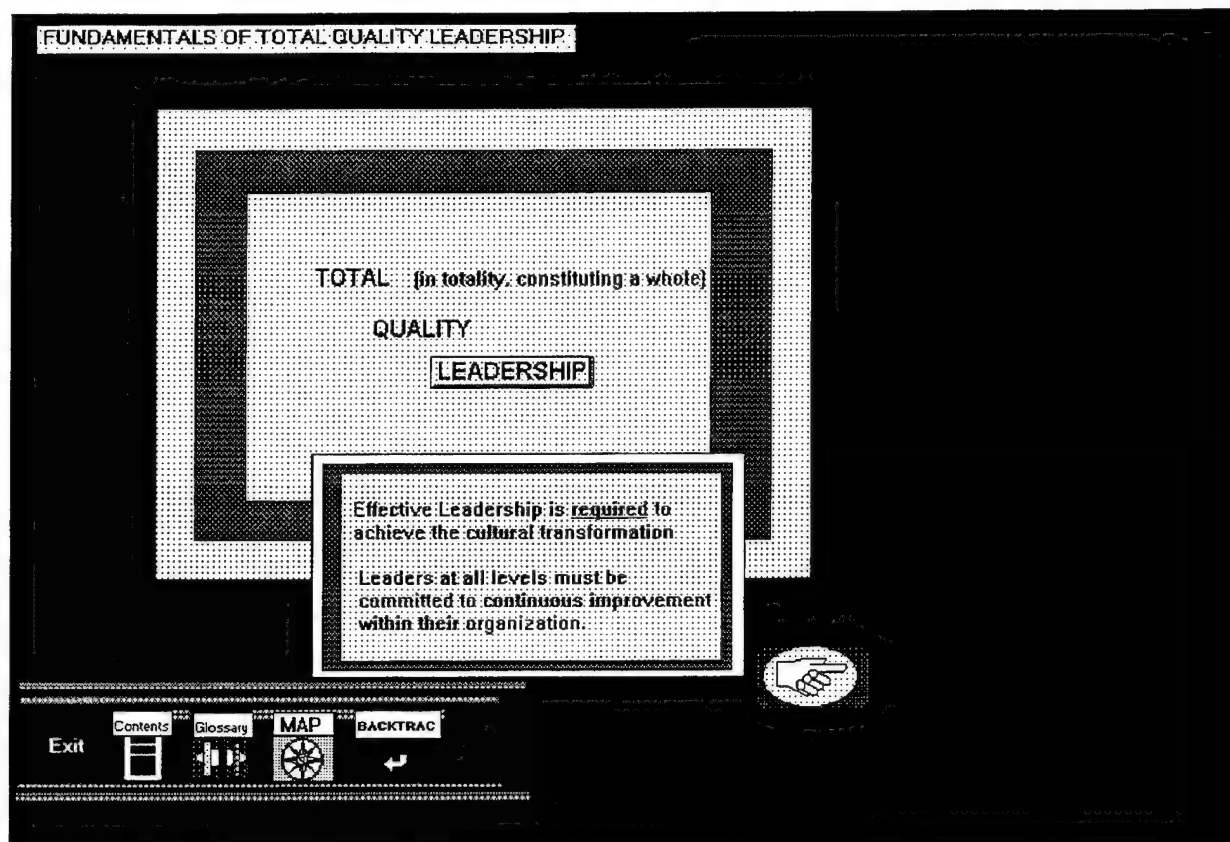 FUNDAMENTALS OF TOTAL QUALITY LEADERSHIP
TOTAL (in totality, constituting a whole)
QUALITY
LEADERSHIP
Effective Leadership is required to
achieve the cultural transformation
Leaders at all levels must be
committed to continuous improvement
within their organization.
Exit
Contents
Glossary
MAP
BACKTRAC